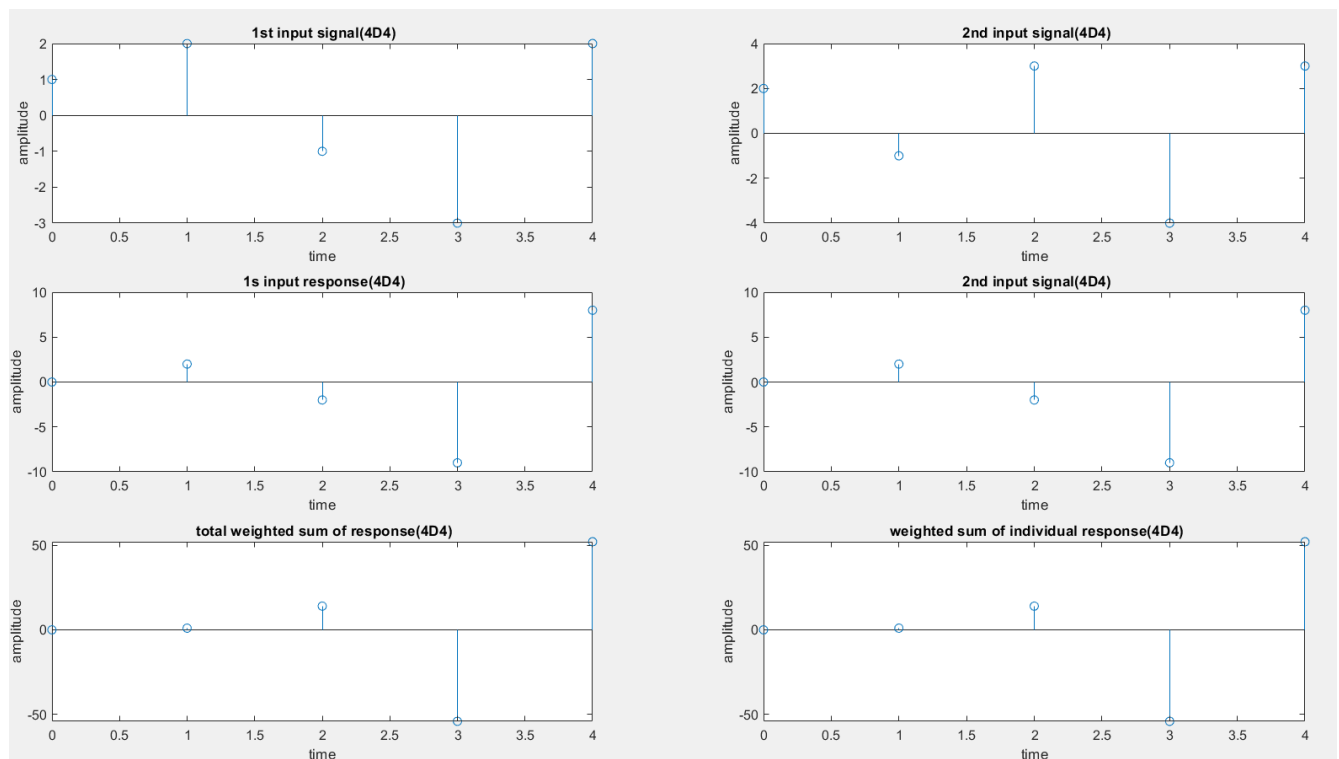 1st input signal(4D4)
2
1
0
-1
-2
-3
amplitude
0 0.5 1 1.5 2 2.5 3 3.5 4
time
2nd input signal(4D4)
4
2
0
-2
-4
amplitude
0 0.5 1 1.5 2 2.5 3 3.5 4
time
1s input response(4D4)
10
5
0
-5
-10
amplitude
0 0.5 1 1.5 2 2.5 3 3.5 4
time
2nd input signal(4D4)
10
5
0
-5
-10
amplitude
0 0.5 1 1.5 2 2.5 3 3.5 4
time
total weighted sum of response(4D4)
50
0
-50
amplitude
0 0.5 1 1.5 2 2.5 3 3.5 4
time
weighted sum of individual response(4D4)
50
0
-50
amplitude
0 0.5 1 1.5 2 2.5 3 3.5 4
time